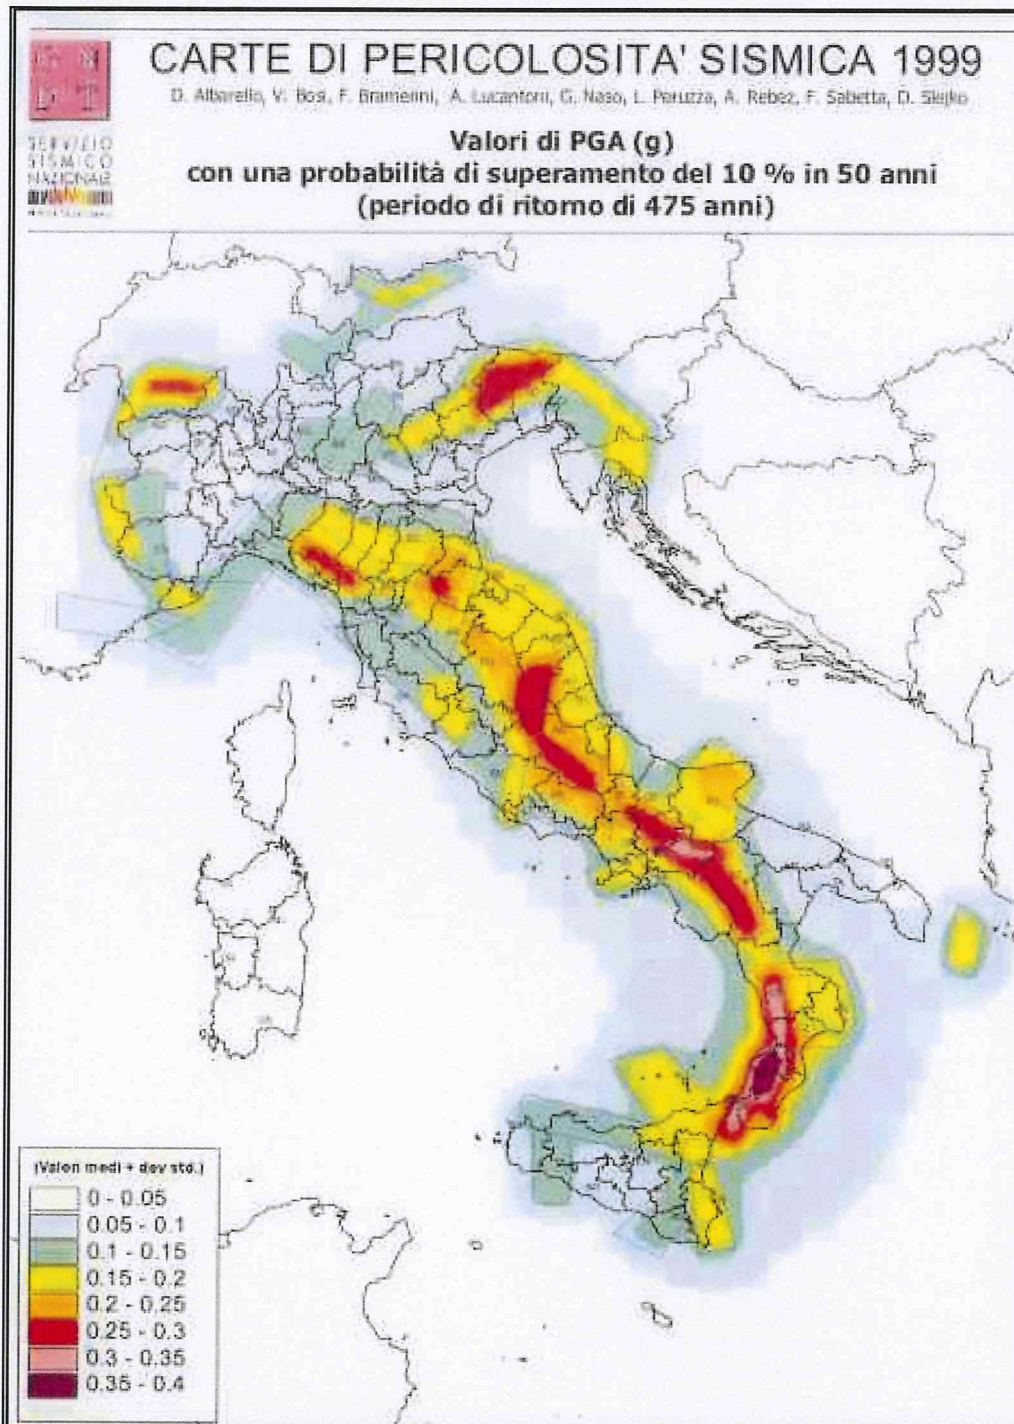 G N
D T
CARTE DI PERICOLOSITA' SISMICA 1999
D. Albarello, V. Bosi, F. Bramerini, A. Lucantoni, G. Naso, L. Peruzza, A. Rebez, F. Sabetta, D. Slejko
SERVIZIO
SISMICO
NAZIONALE
Valori di PGA (g)
con una probabilità di superamento del 10 % in 50 anni
(periodo di ritorno di 475 anni)
(Valori medi + dev std.)
0 - 0.05
0.05 - 0.1
0.1 - 0.15
0.15 - 0.2
0.2 - 0.25
0.25 - 0.3
0.3 - 0.35
0.35 - 0.4